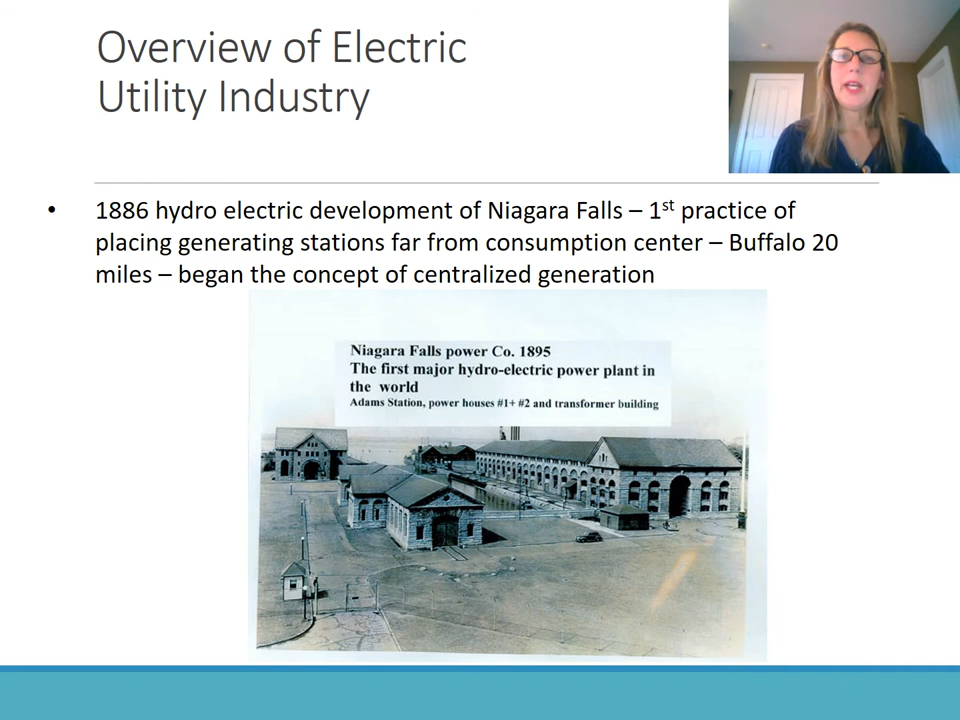 Overview of Electric
Utility Industry
• 1886 hydro electric development of Niagara Falls – 1st practice of
placing generating stations far from consumption center – Buffalo 20
miles – began the concept of centralized generation
Niagara Falls power Co. 1895
The first major hydro-electric power plant in
the world
Adams Station, power houses #1+ #2 and transformer building